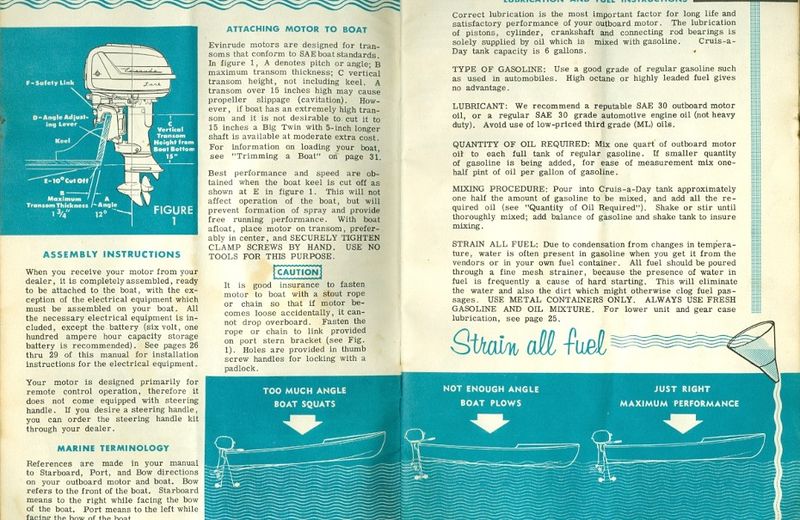 F-Safety Link
D-Angle Adjust-
ing Lever
Keel
C
Vertical
Transom
Height from
Boat Bottom
15"
E-10° Cut Off
B
Maximum
Transom Thickness
1 3/4"
A
Angle
12°
FIGURE
1
ASSEMBLY INSTRUCTIONS
When you receive your motor from your
dealer, it is completely assembled, ready
to be attached to the boat, with the ex-
ception of the electrical equipment which
must be assembled on your boat. All
the necessary electrical equipment is in-
cluded, except the battery (six volt, one
hundred ampere hour capacity storage
battery is recommended). See pages 26
thru 29 of this manual for installation
instructions for the electrical equipment.
Your motor is designed primarily for
remote control operation, therefore it
does not come equipped with steering
handle. If you desire a steering handle,
you can order the steering handle kit
through your dealer.
MARINE TERMINOLOGY
References are made in your manual
to Starboard, Port, and Bow directions
on your outboard motor and boat. Bow
refers to the front of the boat. Starboard
means to the right while facing the bow
of the boat. Port means to the left while
facing the bow of the boat.
ATTACHING MOTOR TO BOAT
Evinrude motors are designed for tran-
soms that conform to SAE boat standards.
In figure 1, A denotes pitch or angle; B
maximum transom thickness; C vertical
transom height, not including keel. A
transom over 15 inches high may cause
propeller slippage (cavitation). How-
ever, if boat has an extremely high tran-
som and it is not desirable to cut it to
15 inches a Big Twin with 5-inch longer
shaft is available at moderate extra cost.
For information on loading your boat,
see "Trimming a Boat" on page 31.
Best performance and speed are ob-
tained when the boat keel is cut off as
shown at E in figure 1. This will not
affect operation of the boat, but will
prevent formation of spray and provide
free running performance. With boat
afloat, place motor on transom, prefer-
ably in center, and SECURELY TIGHTEN
CLAMP SCREWS BY HAND. USE NO
TOOLS FOR THIS PURPOSE.
CAUTION
It is good insurance to fasten
motor to boat with a stout rope
or chain so that if motor be-
comes loose accidentally, it can-
not drop overboard. Fasten the
rope or chain to link provided
on port stern bracket (see Fig.
1). Holes are provided in thumb
screw handles for locking with a
padlock.
TOO MUCH ANGLE
BOAT SQUATS
LUBRICATION AND FUEL INSTRUCTIONS
Correct lubrication is the most important factor for long life and
satisfactory performance of your outboard motor. The lubrication
of pistons, cylinder, crankshaft and connecting rod bearings is
solely supplied by oil which is mixed with gasoline. Cruis-a-
Day tank capacity is 6 gallons.
TYPE OF GASOLINE: Use a good grade of regular gasoline such
as used in automobiles. High octane or highly leaded fuel gives
no advantage.
LUBRICANT: We recommend a reputable SAE 30 outboard motor
oil, or a regular SAE 30 grade automotive engine oil (not heavy
duty). Avoid use of low-priced third grade (ML) oils.
QUANTITY OF OIL REQUIRED: Mix one quart of outboard motor
oil to each full tank of regular gasoline. If smaller quantity
of gasoline is being added, for ease of measurement mix one-
half pint of oil per gallon of gasoline.
MIXING PROCEDURE: Pour into Cruis-a-Day tank approximately
one half the amount of gasoline to be mixed, and add all the re-
quired oil (see "Quantity of Oil Required"). Shake or stir until
thoroughly mixed; add balance of gasoline and shake tank to insure
mixing.
STRAIN ALL FUEL: Due to condensation from changes in tempera-
ture, water is often present in gasoline when you get it from the
vendors or in your own fuel container. All fuel should be poured
through a fine mesh strainer, because the presence of water in
fuel is frequently a cause of hard starting. This will eliminate
the water and also the dirt which might otherwise clog fuel pas-
sages. USE METAL CONTAINERS ONLY. ALWAYS USE FRESH
GASOLINE AND OIL MIXTURE. For lower unit and gear case
lubrication, see page 25.
Strain all fuel
NOT ENOUGH ANGLE
BOAT PLOWS
JUST RIGHT
MAXIMUM PERFORMANCE